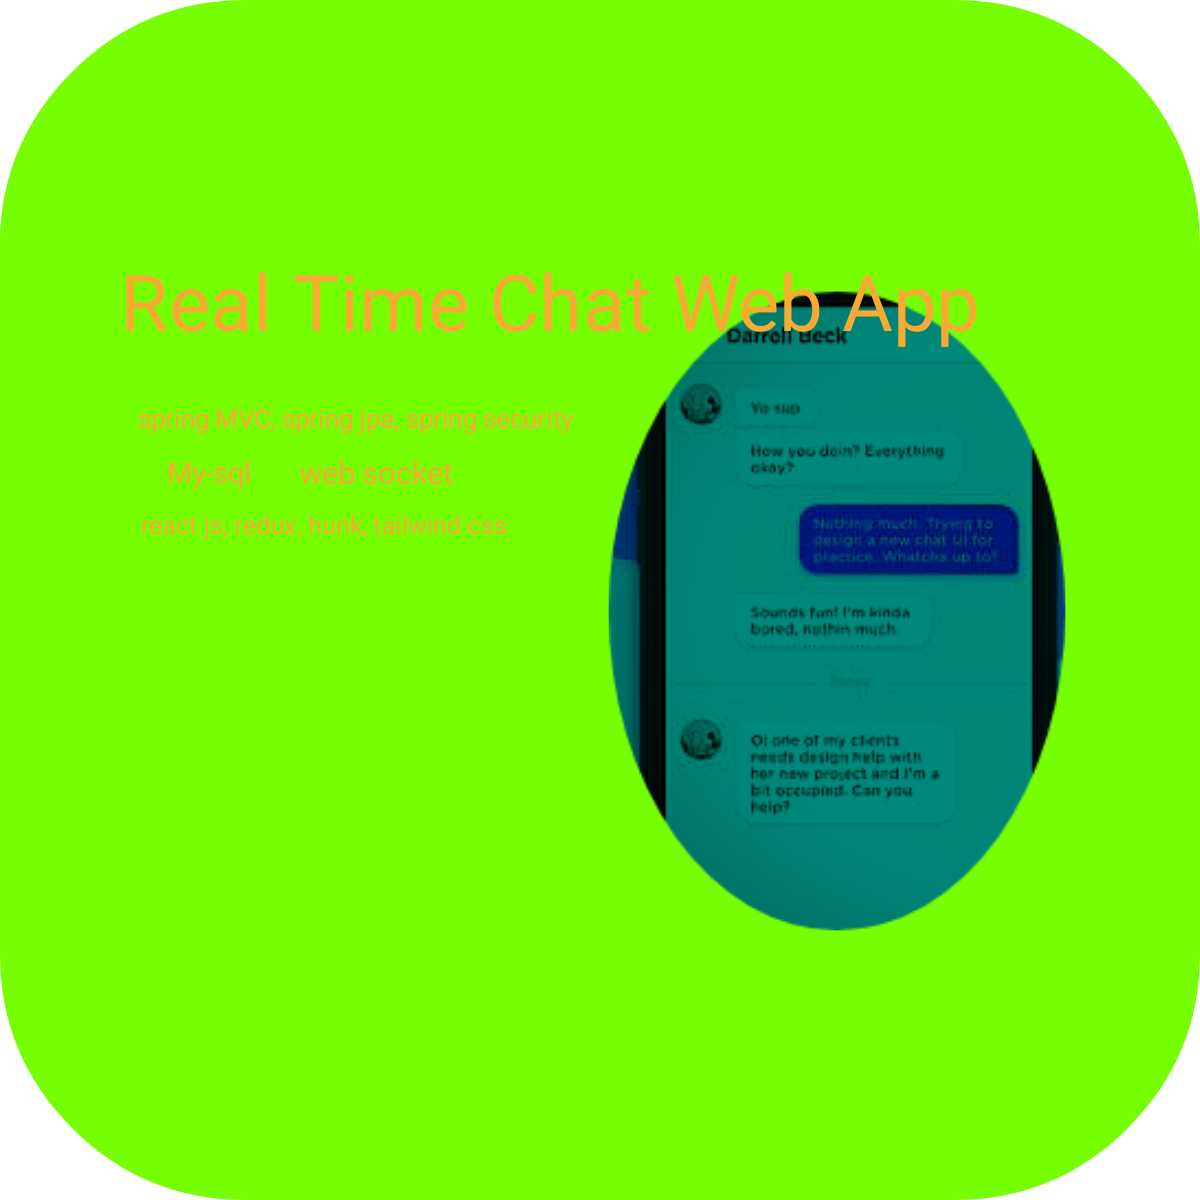 Real Time Chat Web App
spring MVC, spring jpa, spring security
My-sql web socket
react js, redux, hunk, tailwind css
Darrell Beck
Yo sup
How you doin? Everything
okay?
Nothing much. Trying to
design a new chat UI for
practice. Whatcha up to?
Sounds fun! I'm kinda
bored, nothin much.
Today
Oi one of my clients
needs design help with
her new project and I'm a
bit occupied. Can you
help?